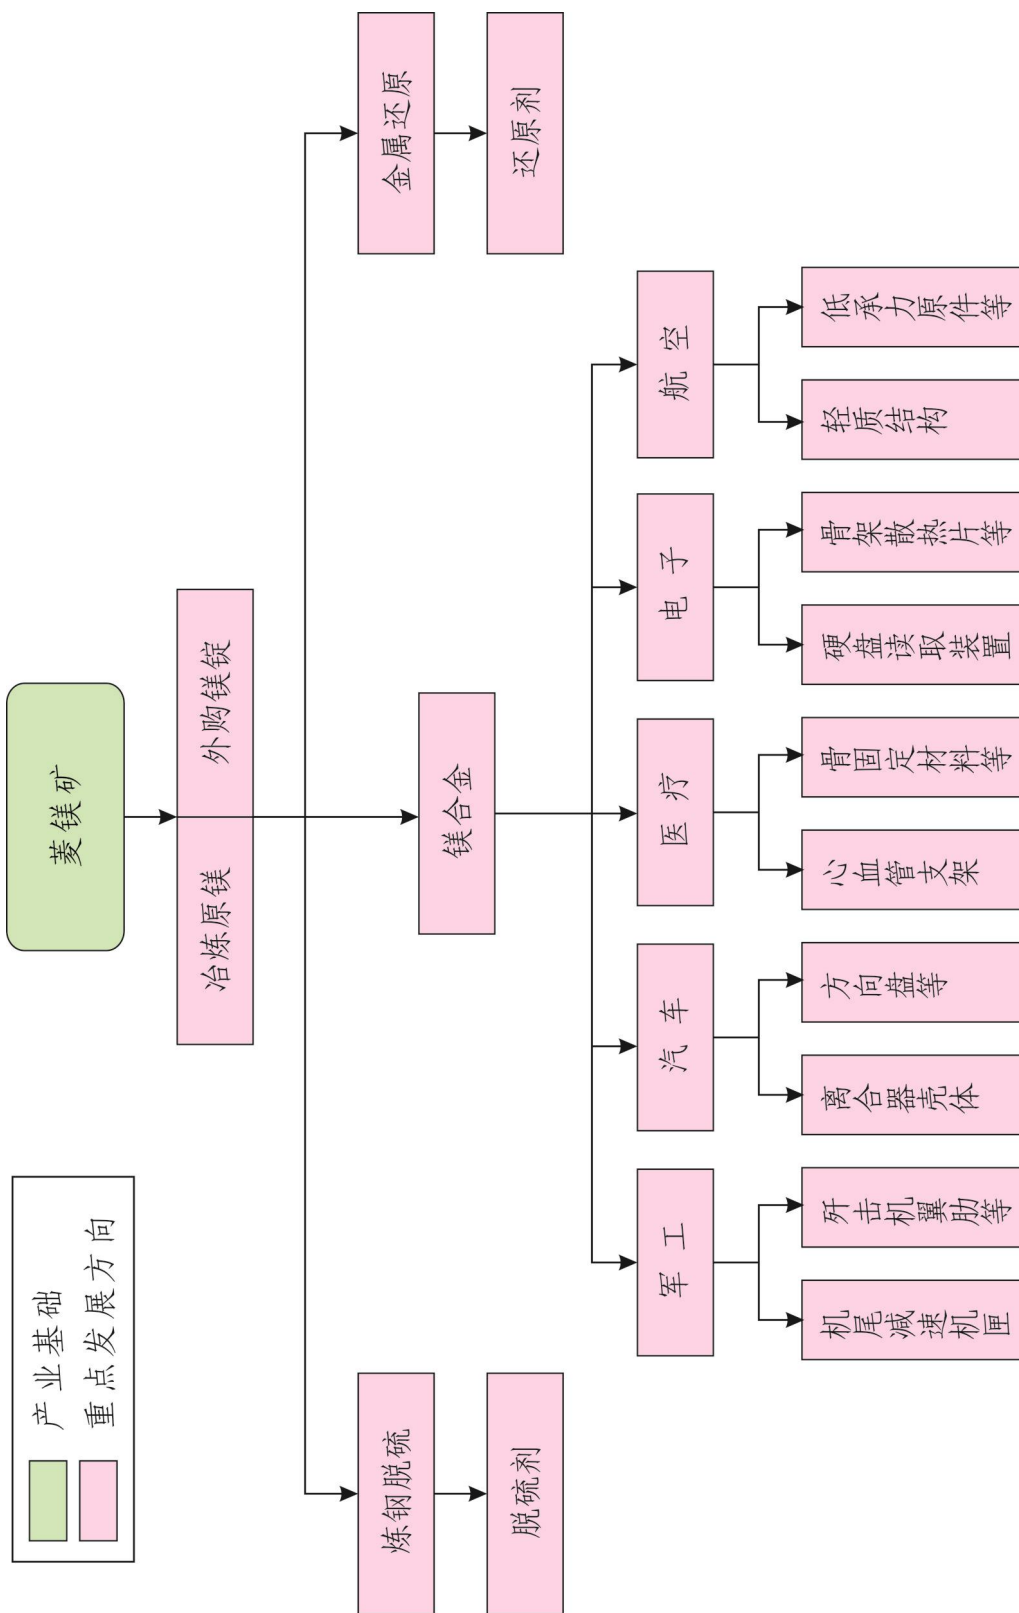 产业基础
重点发展方向
菱镁矿
冶炼原镁
外购镁锭
炼钢脱硫
脱硫剂
镁合金
金属还原
还原剂
军工
机尾减速机匣
歼击机翼肋等
汽车
离合器壳体
方向盘等
医疗
心血管支架
骨固定材料等
电子
硬盘读取装置
骨架散热片等
航空
轻质结构
低承力原件等